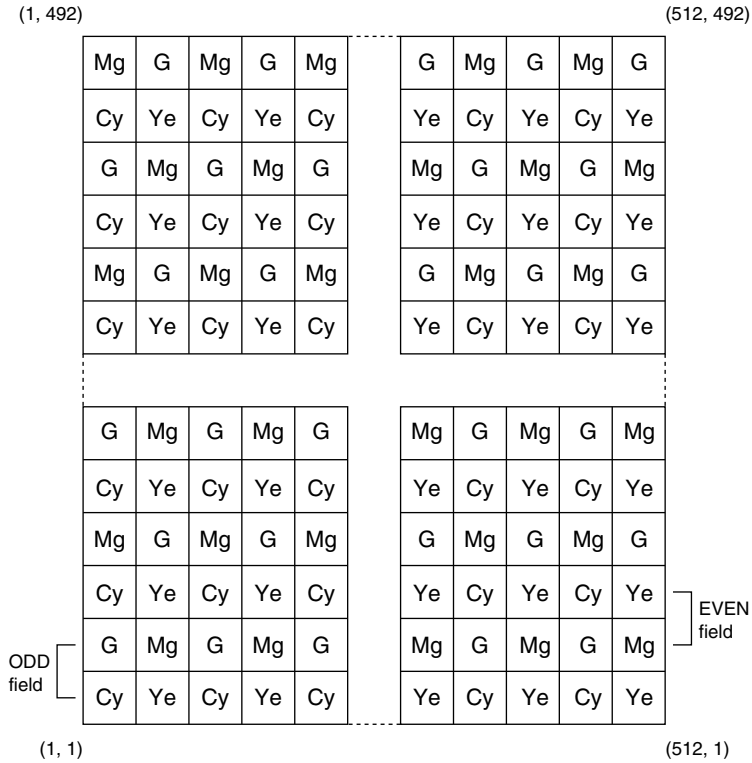 (1, 492) (512, 492)
Mg G Mg G Mg G Mg G Mg G
Cy Ye Cy Ye Cy Ye Cy Ye Cy Ye
G Mg G Mg G Mg G Mg G Mg
Cy Ye Cy Ye Cy Ye Cy Ye Cy Ye
Mg G Mg G Mg G Mg G Mg G
Cy Ye Cy Ye Cy Ye Cy Ye Cy Ye
G Mg G Mg G Mg G Mg G Mg
Cy Ye Cy Ye Cy Ye Cy Ye Cy Ye
Mg G Mg G Mg G Mg G Mg G
Cy Ye Cy Ye Cy Ye Cy Ye Cy Ye
EVEN
field
G Mg G Mg G Mg G Mg G Mg
ODD
field
Cy Ye Cy Ye Cy Ye Cy Ye Cy Ye
(1, 1) (512, 1)